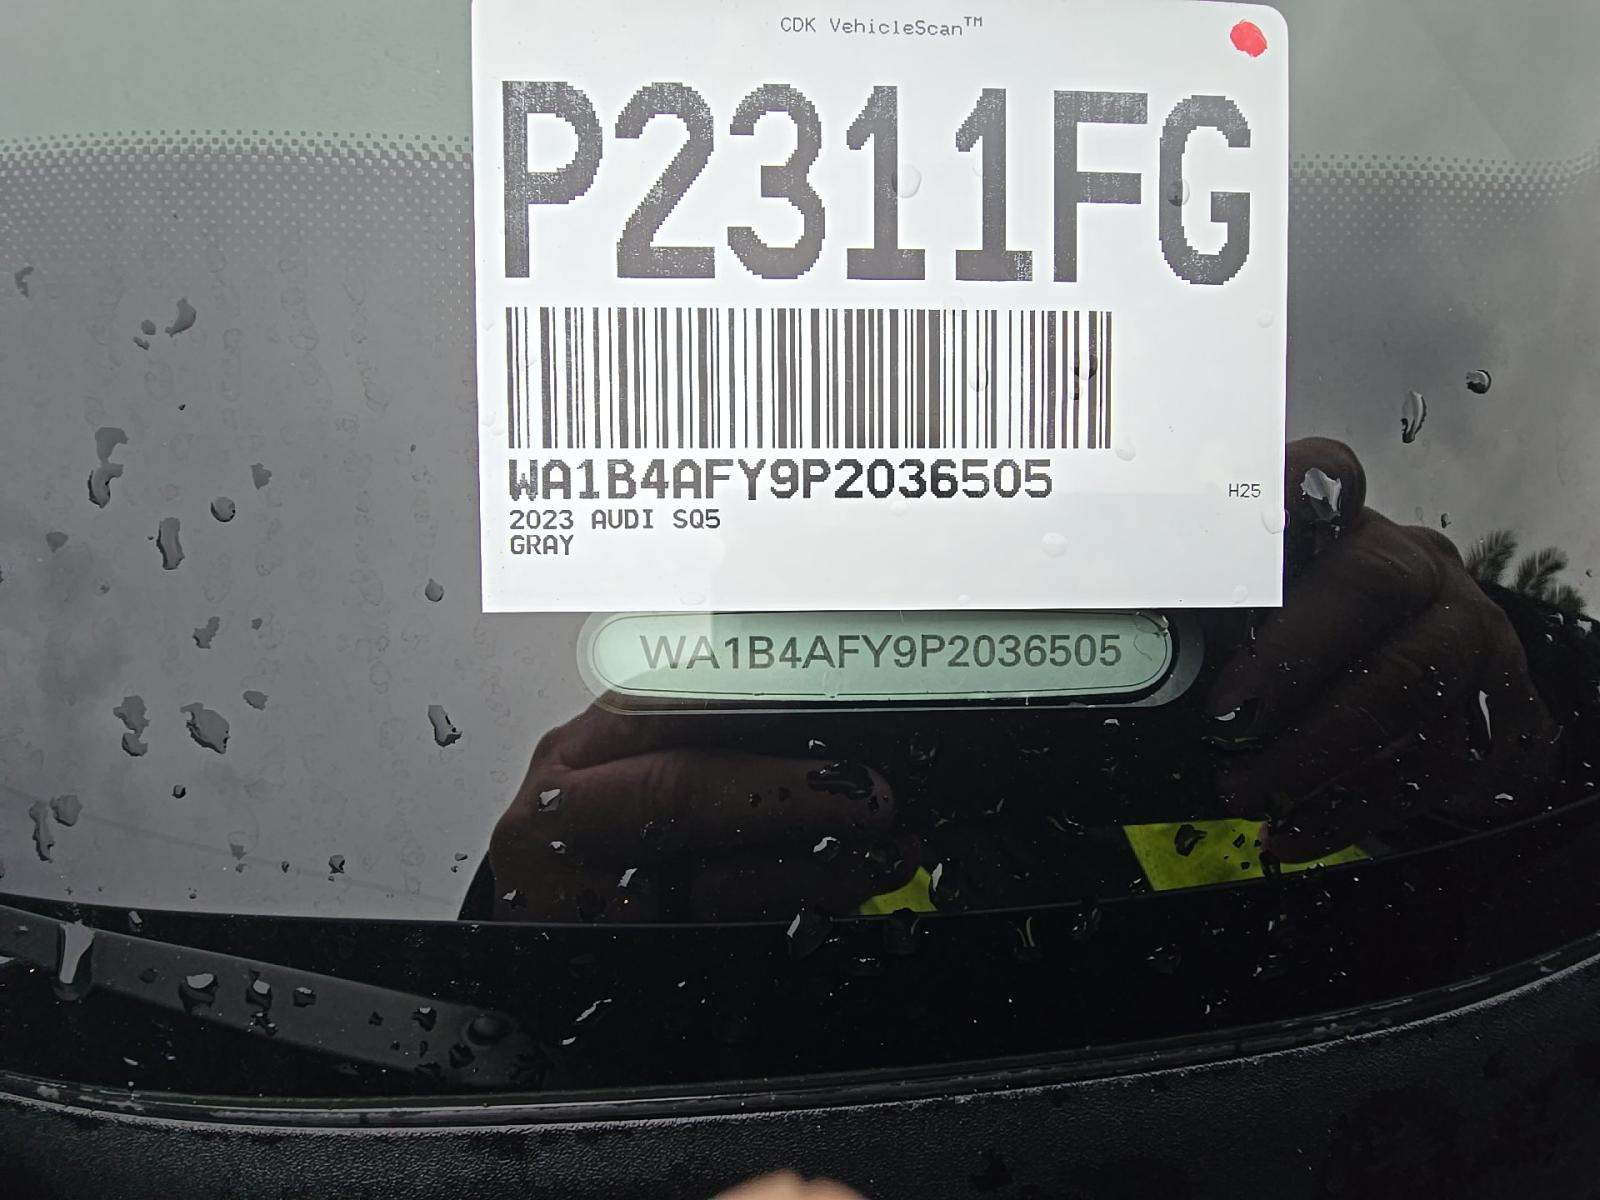 CDK VehicleScan™
P2311FG
WA1B4AFY9P2036505
2023 AUDI SQ5
H25
GRAY
WA1B4AFY9P2036505